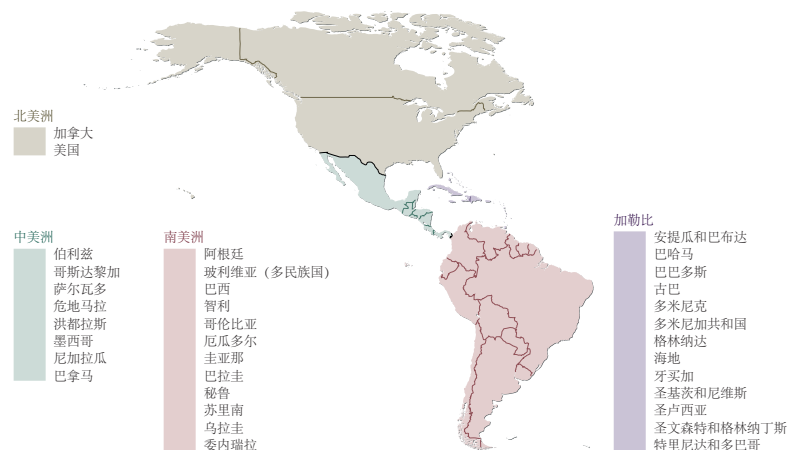 北美洲
加拿大
美国
中美洲
伯利兹
哥斯达黎加
萨尔瓦多
危地马拉
洪都拉斯
墨西哥
尼加拉瓜
巴拿马
南美洲
阿根廷
玻利维亚（多民族国）
巴西
智利
哥伦比亚
厄瓜多尔
圭亚那
巴拉圭
秘鲁
苏里南
乌拉圭
委内瑞拉
加勒比
安提瓜和巴布达
巴哈马
巴巴多斯
古巴
多米尼克
多米尼加共和国
格林纳达
海地
牙买加
圣基茨和尼维斯
圣卢西亚
圣文森特和格林纳丁斯
特里尼达和多巴哥